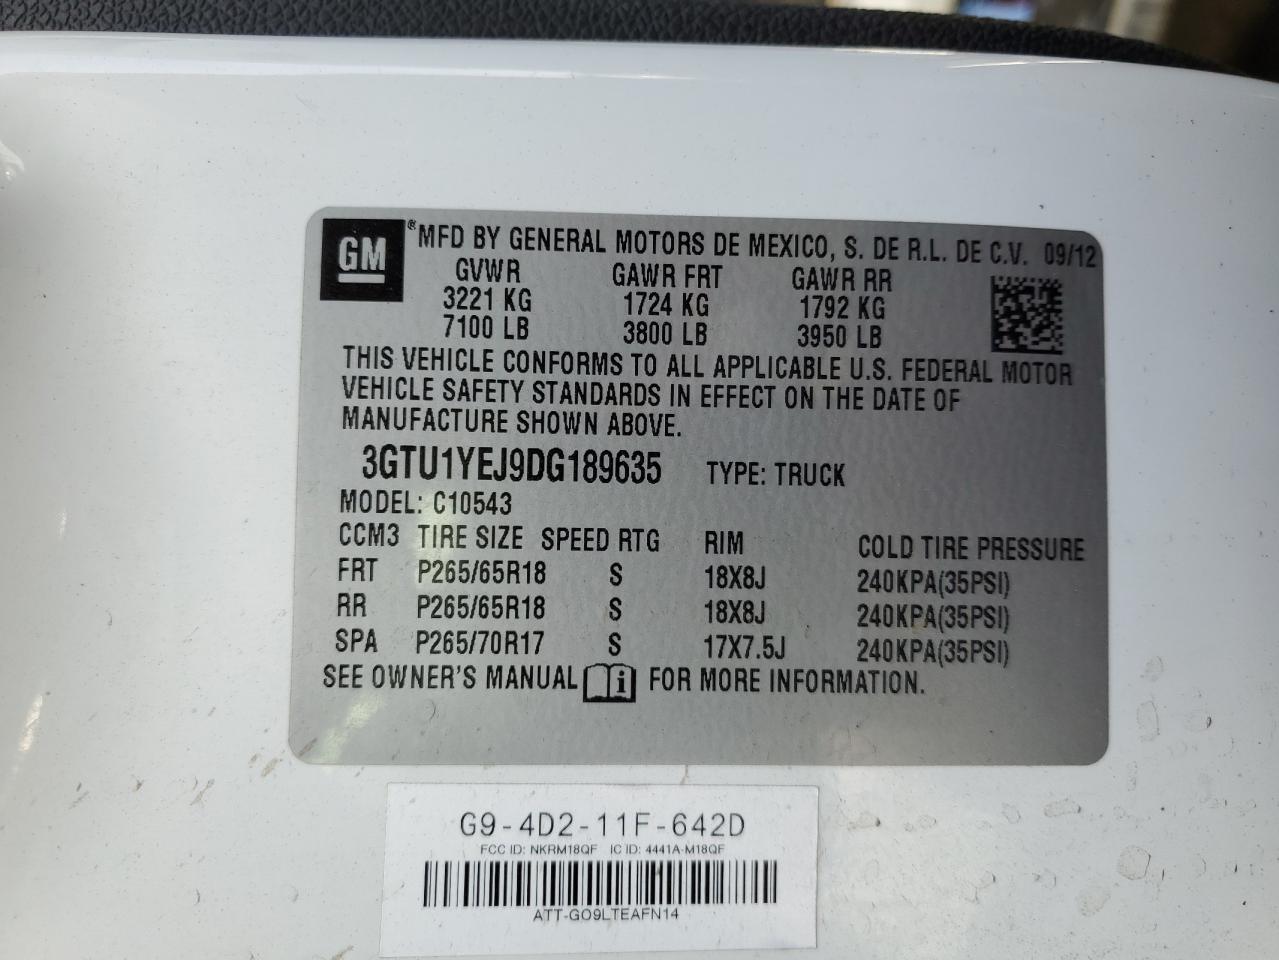 GM ® MFD BY GENERAL MOTORS DE MEXICO, S. DE R.L. DE C.V. 09/12
GVWR GAWR FRT GAWR RR
3221 KG 1724 KG 1792 KG
7100 LB 3800 LB 3950 LB
THIS VEHICLE CONFORMS TO ALL APPLICABLE U.S. FEDERAL MOTOR
VEHICLE SAFETY STANDARDS IN EFFECT ON THE DATE OF
MANUFACTURE SHOWN ABOVE.
3GTU1YEJ9DG189635 TYPE: TRUCK
MODEL: C10543
CCM3 TIRE SIZE SPEED RTG RIM COLD TIRE PRESSURE
FRT P265/65R18 S 18X8J 240KPA(35PSI)
RR P265/65R18 S 18X8J 240KPA(35PSI)
SPA P265/70R17 S 17X7.5J 240KPA(35PSI)
SEE OWNER'S MANUAL i FOR MORE INFORMATION.
G9-4D2-11F-642D
FCC ID: NKRM18QF IC ID: 4441A-M18QF
ATT-GO9LTEAFN14